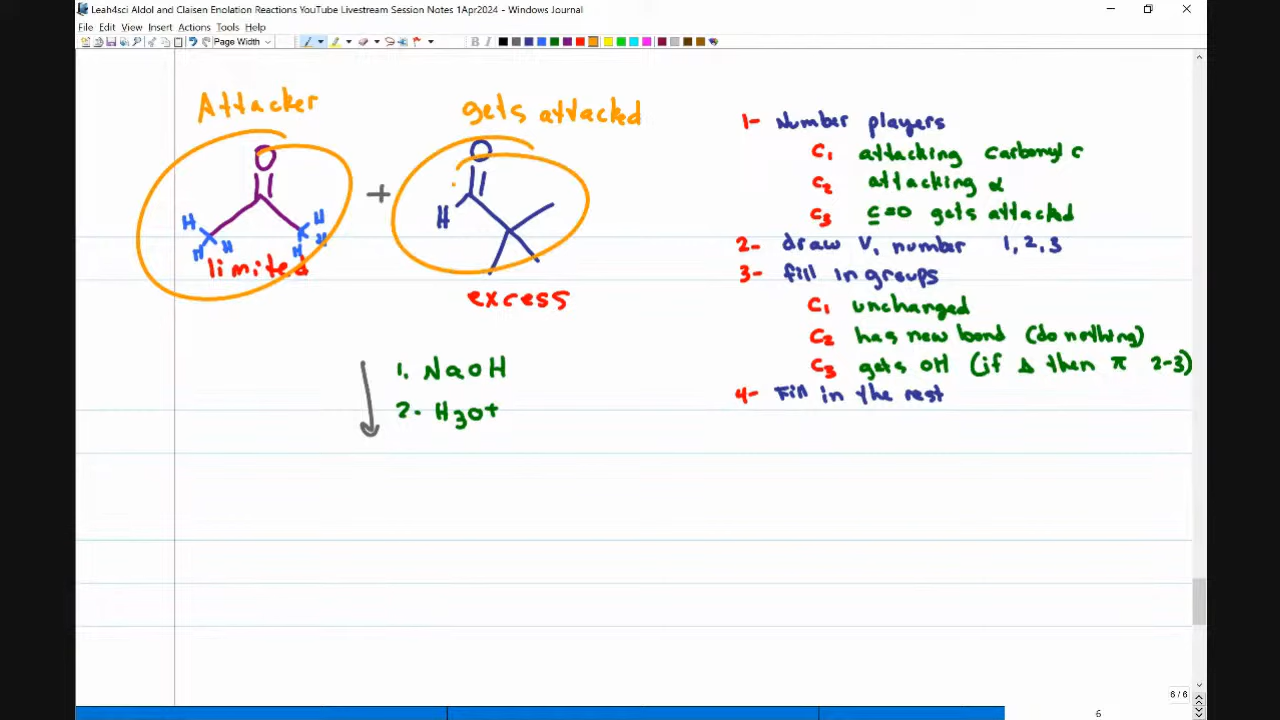 Leah4sci Aldol and Claisen Enolation Reactions YouTube Livestream Session Notes 1Apr2024 - Windows Journal
File Edit View Insert Actions Tools Help
Page Width
B I
Attacker
gets attacked
O
H
H
H
H
H
H
limited
+
O
H
excess
1. NaOH
2. H3O+
1- Number players
C1 attacking carbonyl c
C2 attacking α
C3 c=o gets attacked
2- draw V, number 1, 2, 3
3- fill in groups
C1 unchanged
C2 has new bond (do nothing)
C3 gets OH (if Δ then π 2-3)
4- Fill in the rest
6 / 6
6